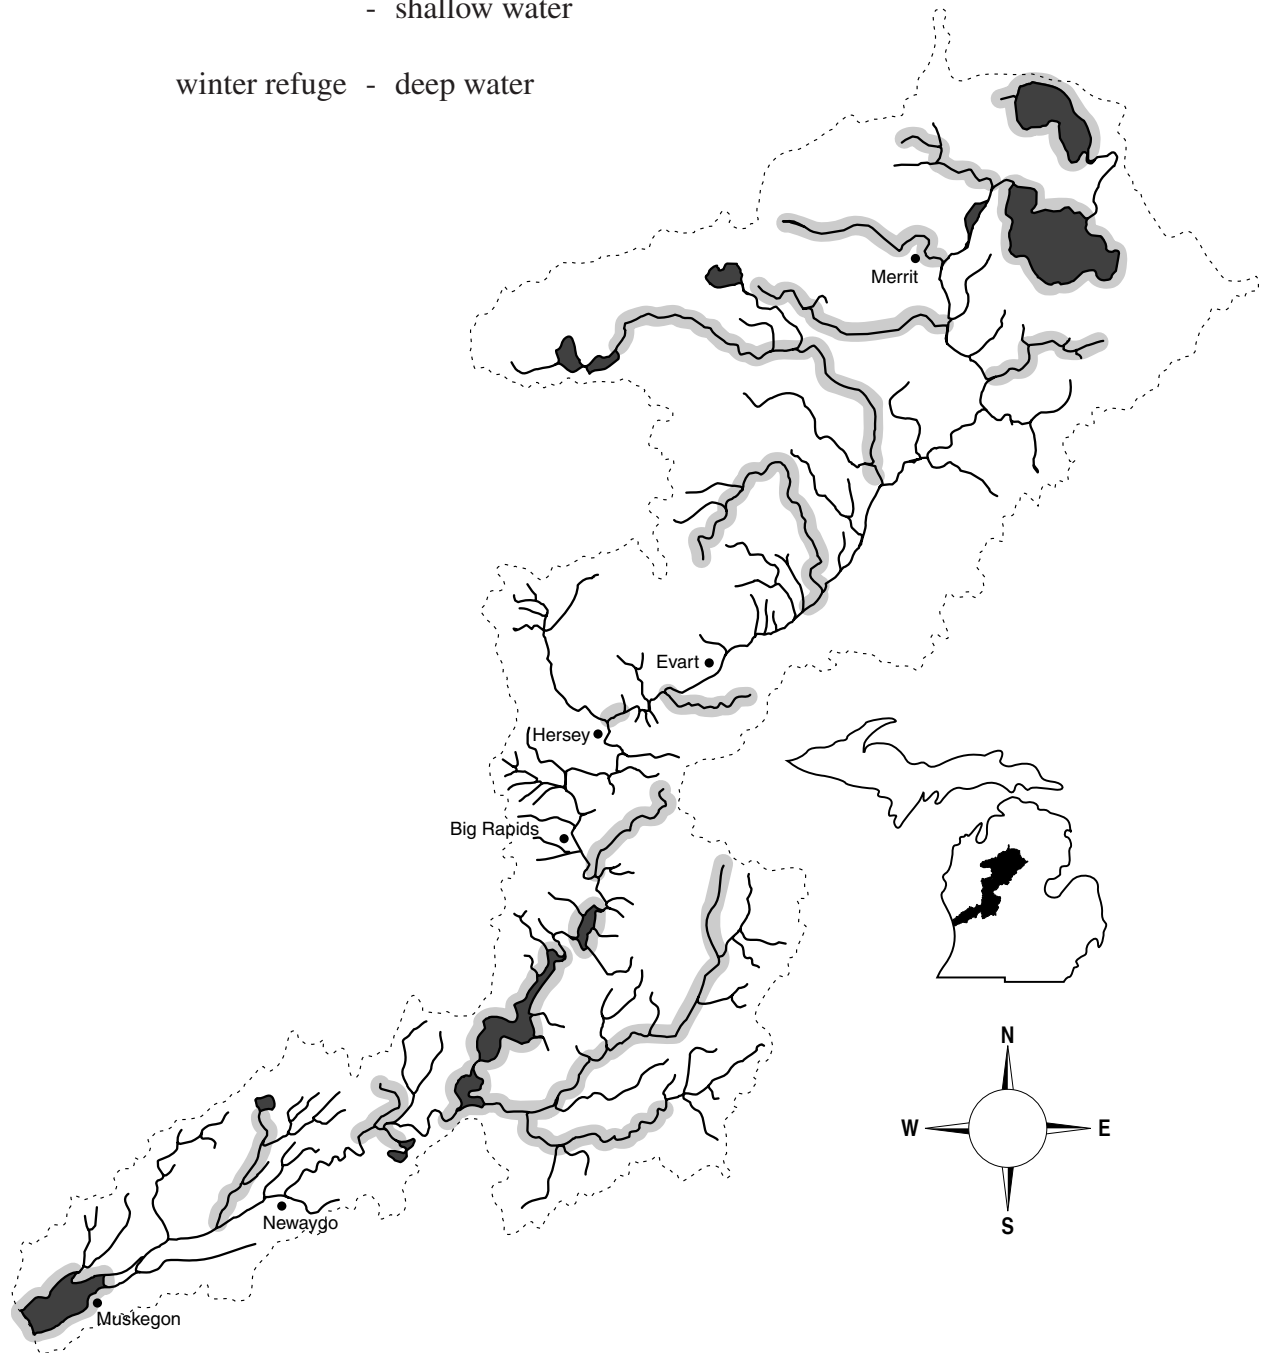 - shallow water
winter refuge - deep water
Merrit
Evart
Hersey
Big Rapids
N
W E
S
Newaygo
Muskegon